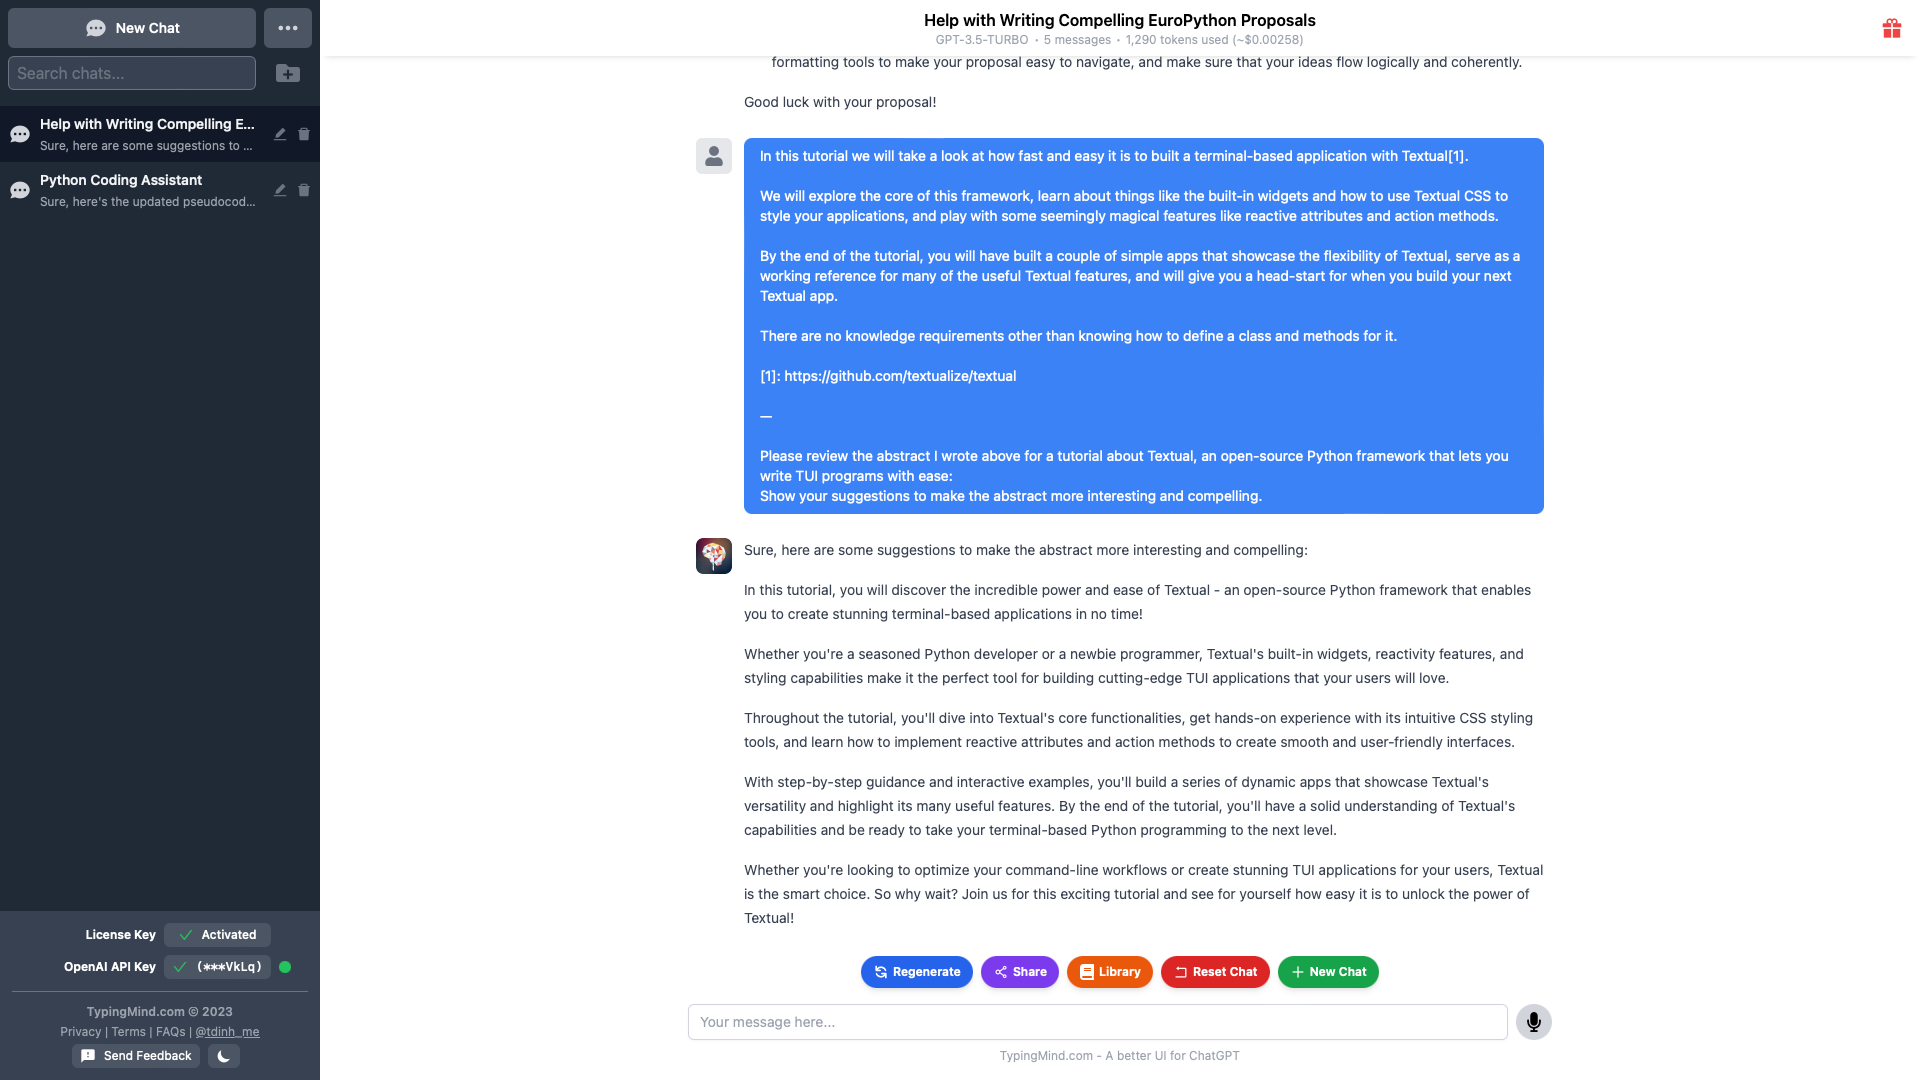 New Chat
Search chats...
Help with Writing Compelling E...
Sure, here are some suggestions to ...
Python Coding Assistant
Sure, here's the updated pseudocod...
License Key
Activated
OpenAI API Key
(***VkLq)
TypingMind.com © 2023
Privacy | Terms | FAQs | @tdinh_me
Send Feedback
Help with Writing Compelling EuroPython Proposals
GPT-3.5-TURBO • 5 messages • 1,290 tokens used (~$0.00258)
formatting tools to make your proposal easy to navigate, and make sure that your ideas flow logically and coherently.
Good luck with your proposal!
In this tutorial we will take a look at how fast and easy it is to built a terminal-based application with Textual[1].
We will explore the core of this framework, learn about things like the built-in widgets and how to use Textual CSS to
style your applications, and play with some seemingly magical features like reactive attributes and action methods.
By the end of the tutorial, you will have built a couple of simple apps that showcase the flexibility of Textual, serve as a
working reference for many of the useful Textual features, and will give you a head-start for when you build your next
Textual app.
There are no knowledge requirements other than knowing how to define a class and methods for it.
[1]: https://github.com/textualize/textual
—
Please review the abstract I wrote above for a tutorial about Textual, an open-source Python framework that lets you
write TUI programs with ease:
Show your suggestions to make the abstract more interesting and compelling.
Sure, here are some suggestions to make the abstract more interesting and compelling:
In this tutorial, you will discover the incredible power and ease of Textual - an open-source Python framework that enables
you to create stunning terminal-based applications in no time!
Whether you're a seasoned Python developer or a newbie programmer, Textual's built-in widgets, reactivity features, and
styling capabilities make it the perfect tool for building cutting-edge TUI applications that your users will love.
Throughout the tutorial, you'll dive into Textual's core functionalities, get hands-on experience with its intuitive CSS styling
tools, and learn how to implement reactive attributes and action methods to create smooth and user-friendly interfaces.
With step-by-step guidance and interactive examples, you'll build a series of dynamic apps that showcase Textual's
versatility and highlight its many useful features. By the end of the tutorial, you'll have a solid understanding of Textual's
capabilities and be ready to take your terminal-based Python programming to the next level.
Whether you're looking to optimize your command-line workflows or create stunning TUI applications for your users, Textual
is the smart choice. So why wait? Join us for this exciting tutorial and see for yourself how easy it is to unlock the power of
Textual!
Regenerate
Share
Library
Reset Chat
New Chat
Your message here...
TypingMind.com - A better UI for ChatGPT